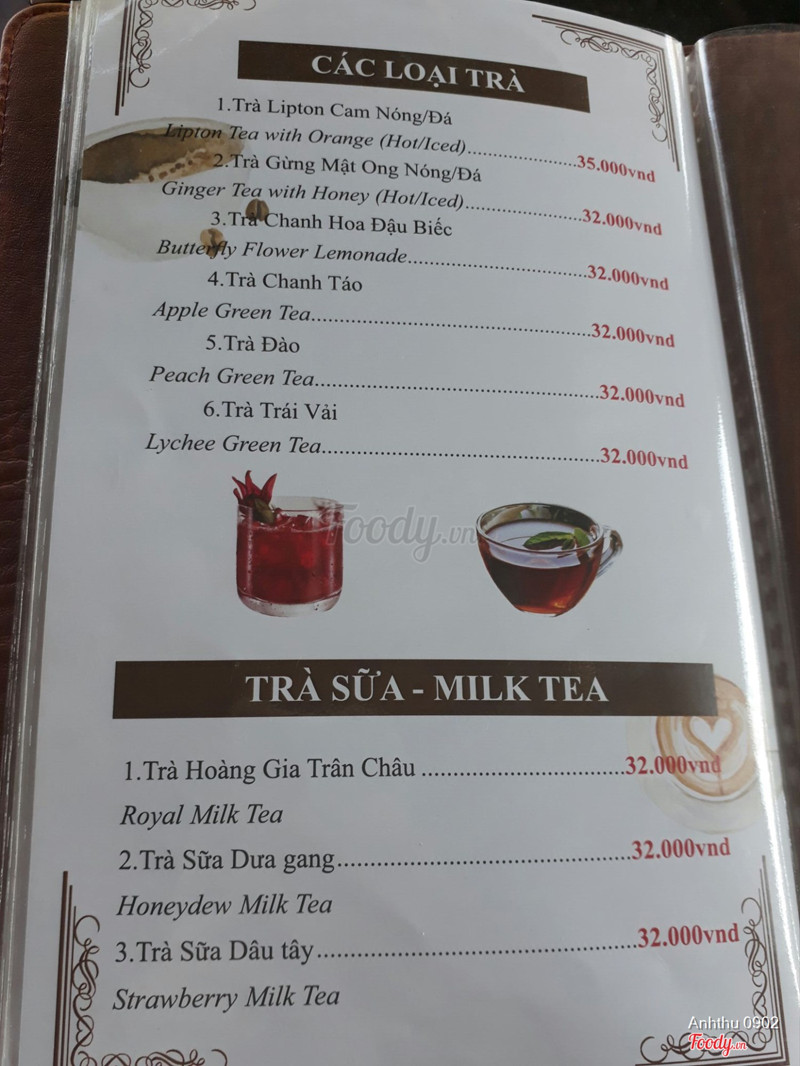 CÁC LOẠI TRÀ
1.Trà Lipton Cam Nóng/Đá
Lipton Tea with Orange (Hot/Iced)..........35.000vnd
2.Trà Gừng Mật Ong Nóng/Đá
Ginger Tea with Honey (Hot/Iced)..........32.000vnd
3.Trà Chanh Hoa Đậu Biếc
Butterfly Flower Lemonade..........32.000vnd
4.Trà Chanh Táo
Apple Green Tea..........32.000vnd
5.Trà Đào
Peach Green Tea..........32.000vnd
6.Trà Trái Vải
Lychee Green Tea..........32.000vnd
Foody.vn
TRÀ SỮA - MILK TEA
1.Trà Hoàng Gia Trân Châu ..........32.000vnd
Royal Milk Tea
2.Trà Sữa Dưa gang..........32.000vnd
Honeydew Milk Tea
3.Trà Sữa Dâu tây..........32.000vnd
Strawberry Milk Tea
Anhthu 0902
Foody.vn